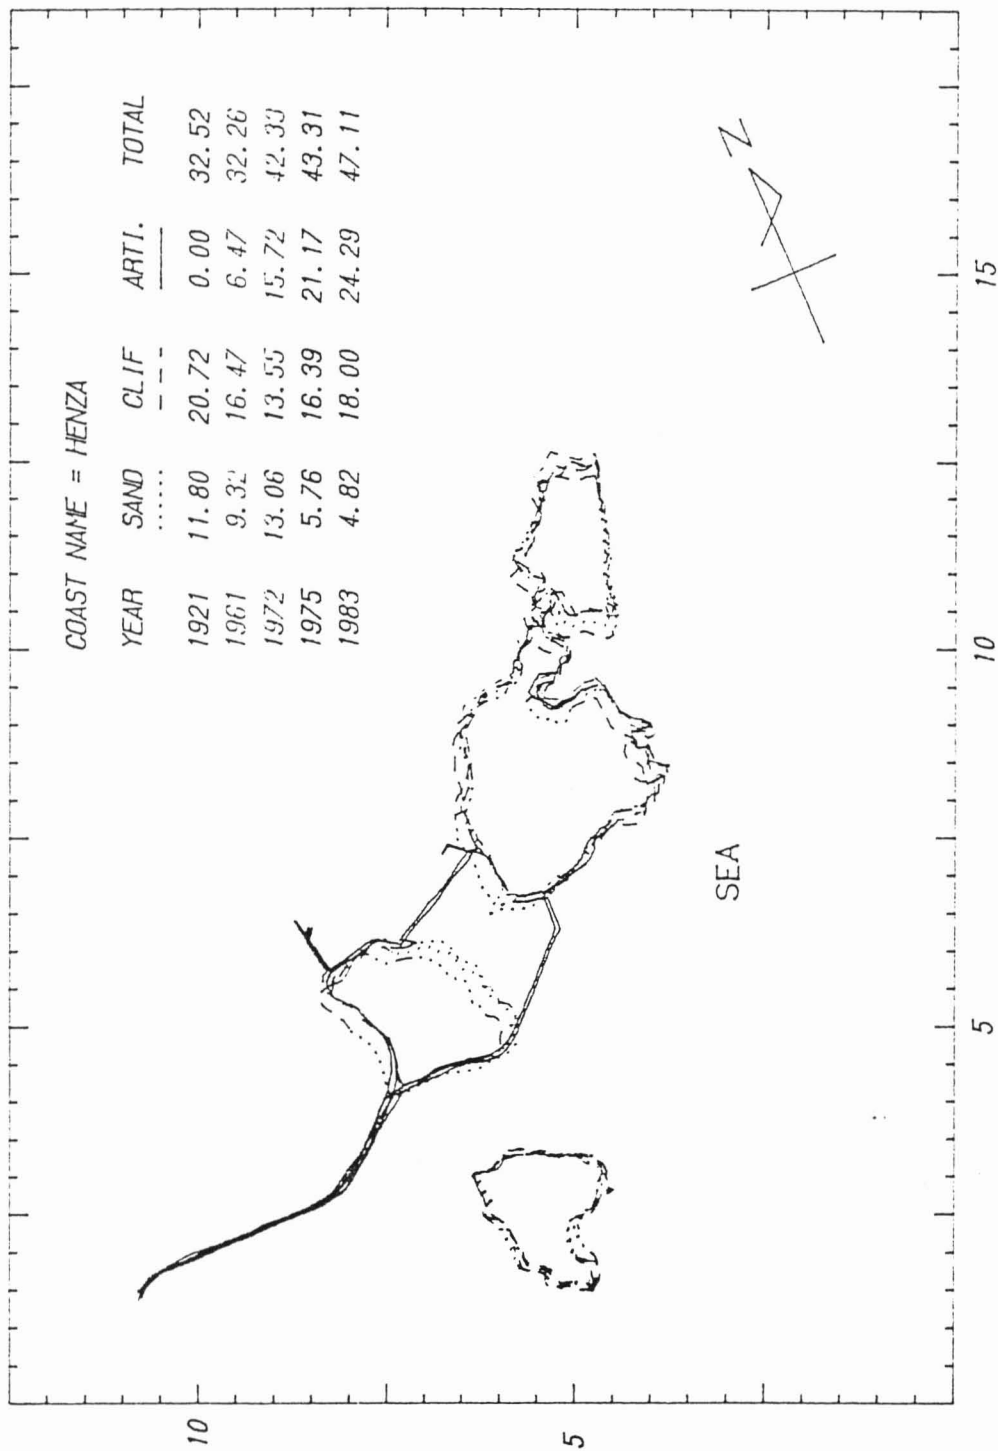 COAST NAME = HENZA
YEAR SAND CLIF ARTI. TOTAL
1921 11.80 20.72 0.00 32.52
1961 9.32 16.47 6.47 32.26
1972 13.06 13.55 15.72 42.33
1975 5.76 16.39 21.17 43.31
1983 4.82 18.00 24.29 47.11
10
5
SEA
N
5
10
15